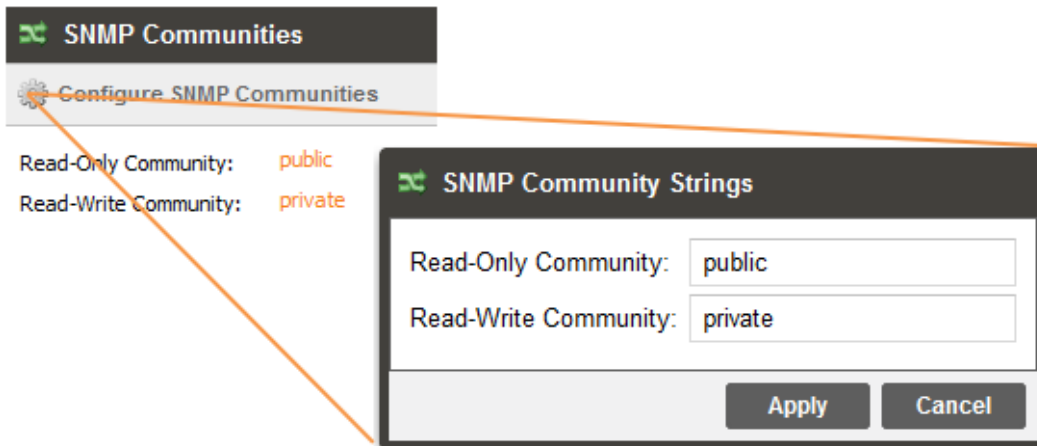 SNMP Communities
Configure SNMP Communities
Read-Only Community: public
Read-Write Community: private
SNMP Community Strings
Read-Only Community: public
Read-Write Community: private
Apply Cancel